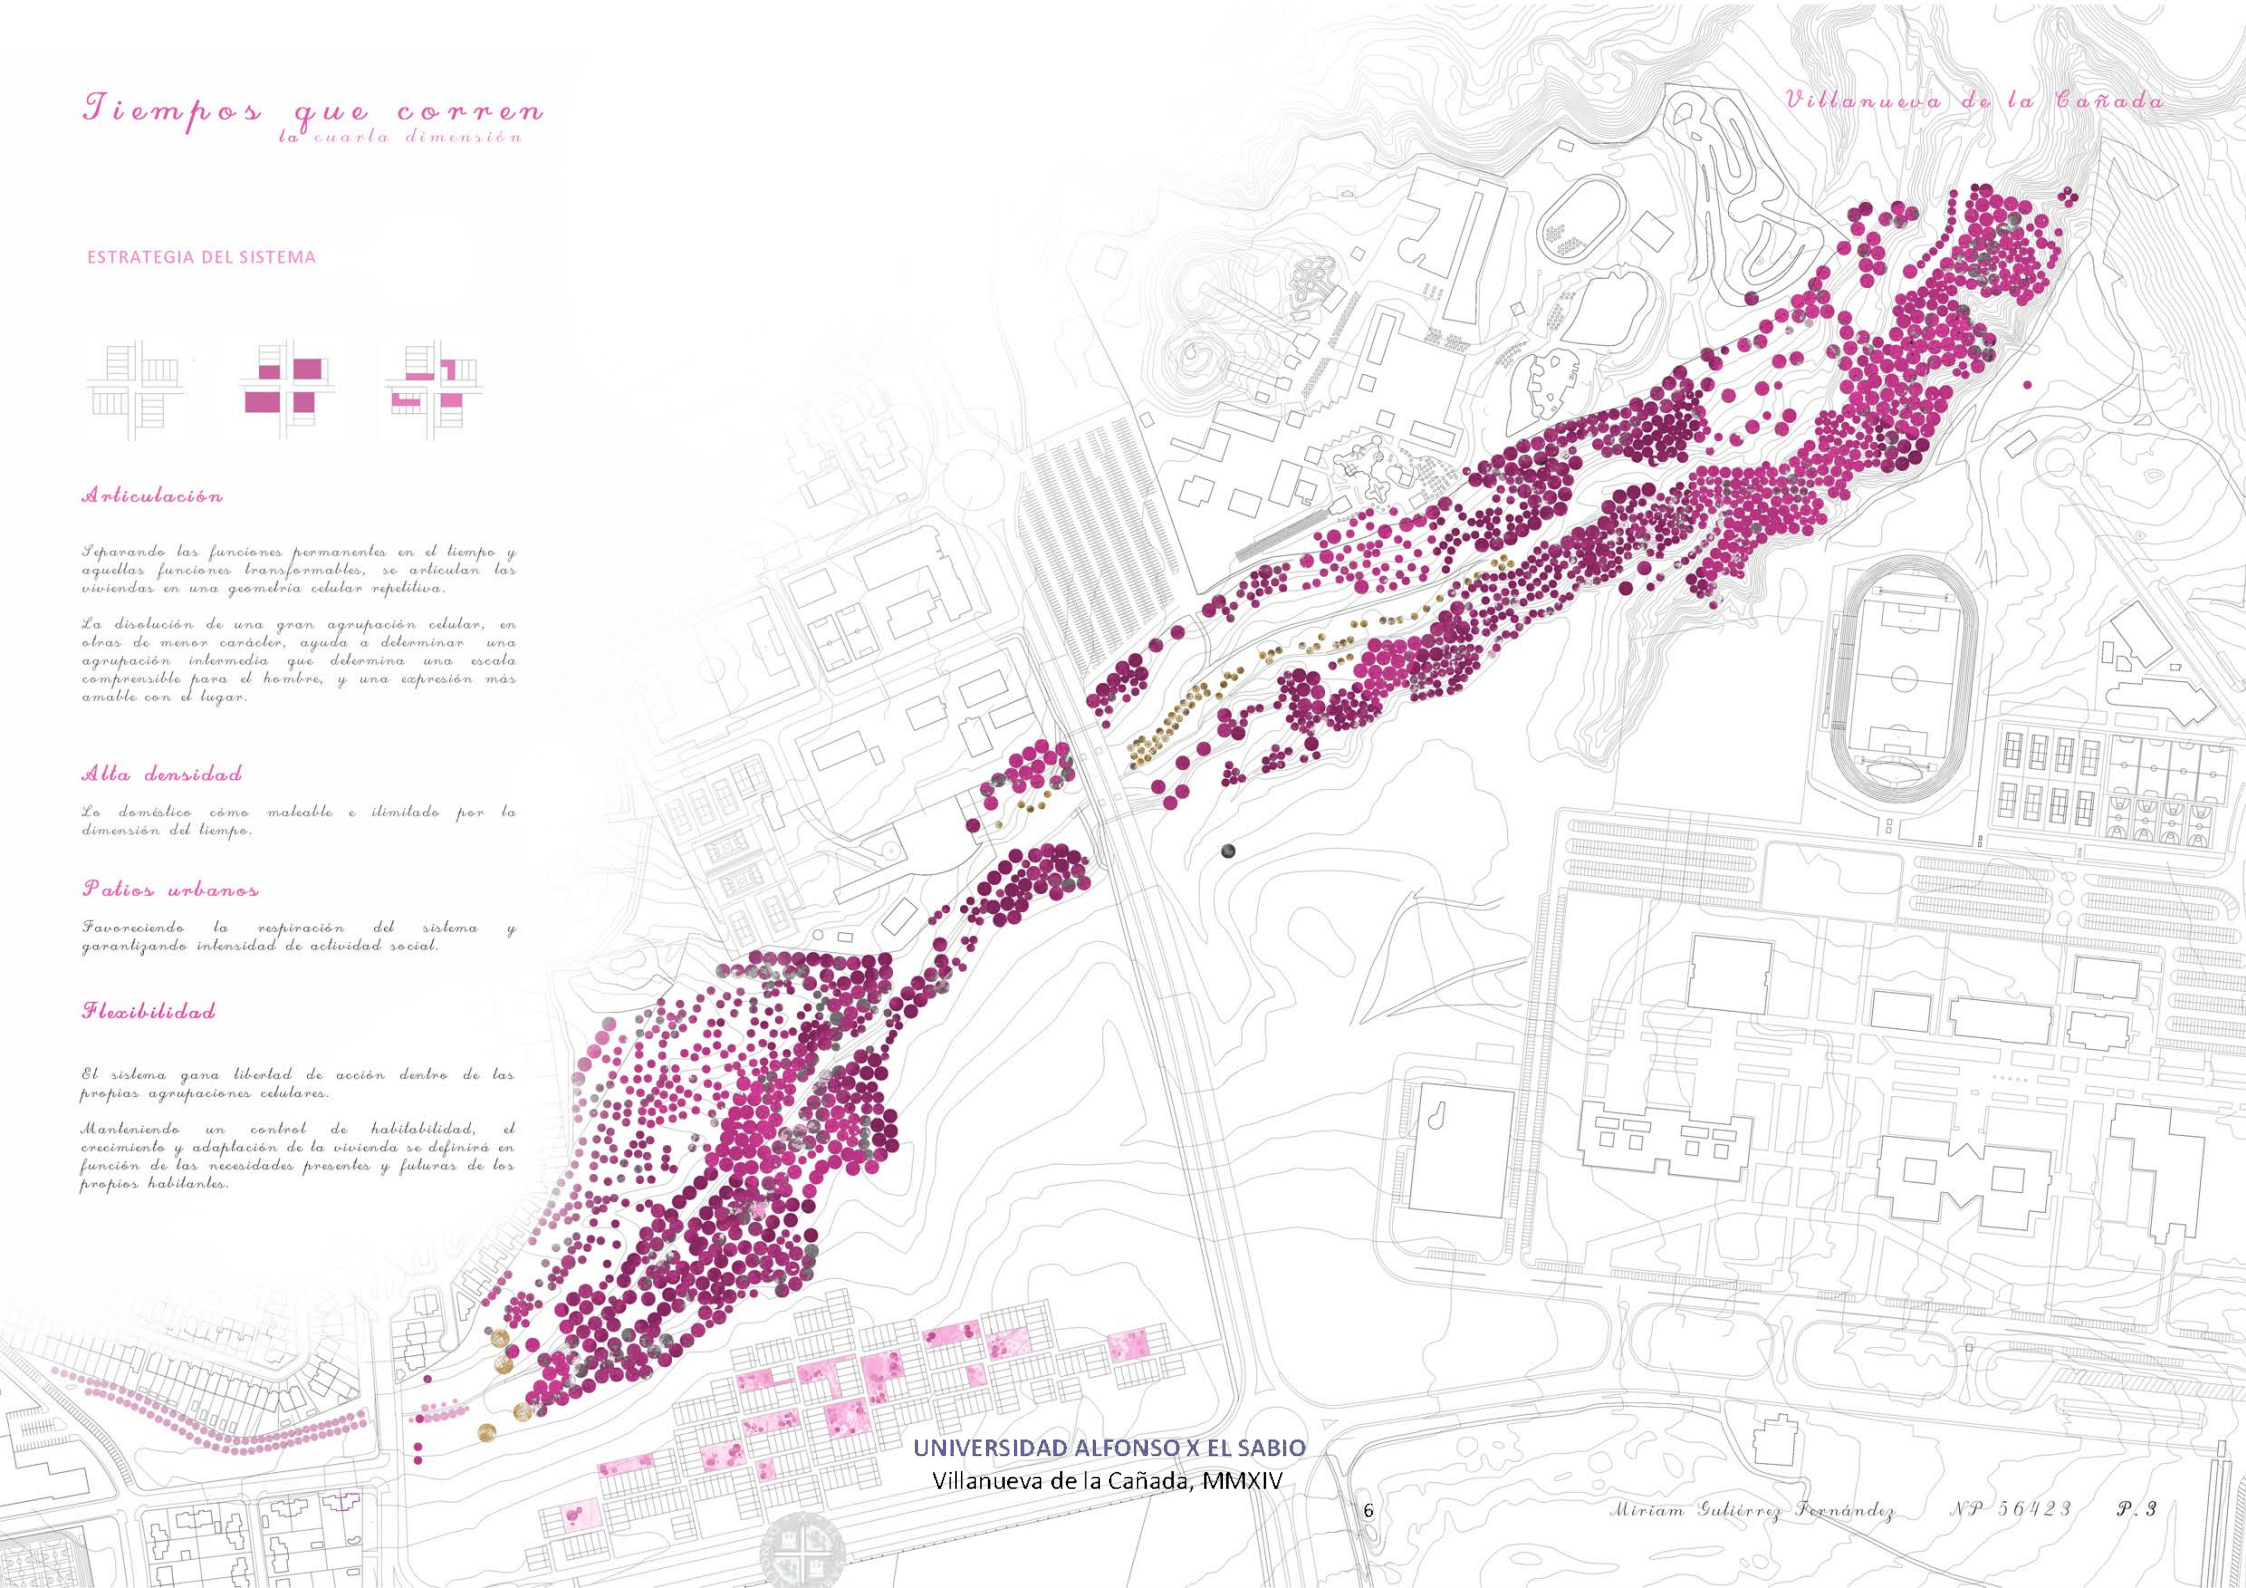 Tiempos que corren
la cuarta dimensión
Villanueva de la Cañada
ESTRATEGIA DEL SISTEMA
Articulación
Separando las funciones permanentes en el tiempo y
aquellas funciones transformables, se articulan las
viviendas en una geometría celular repetitiva.
La disolución de una gran agrupación celular, en
otras de menor carácter, ayuda a determinar una
agrupación intermedia que determina una escala
comprensible para el hombre, y una expresión más
amable con el lugar.
Alta densidad
Lo doméstico cómo maleable e ilimitado por la
dimensión del tiempo.
Patios urbanos
Favoreciendo la respiración del sistema y
garantizando intensidad de actividad social.
Flexibilidad
El sistema gana libertad de acción dentro de las
propias agrupaciones celulares.
Manteniendo un control de habitabilidad, el
crecimiento y adaptación de la vivienda se definirá en
función de las necesidades presentes y futuras de los
propios habitantes.
UNIVERSIDAD ALFONSO X EL SABIO
Villanueva de la Cañada, MMXIV
6
Miriam Gutiérrez Fernández NP 56423 P.3